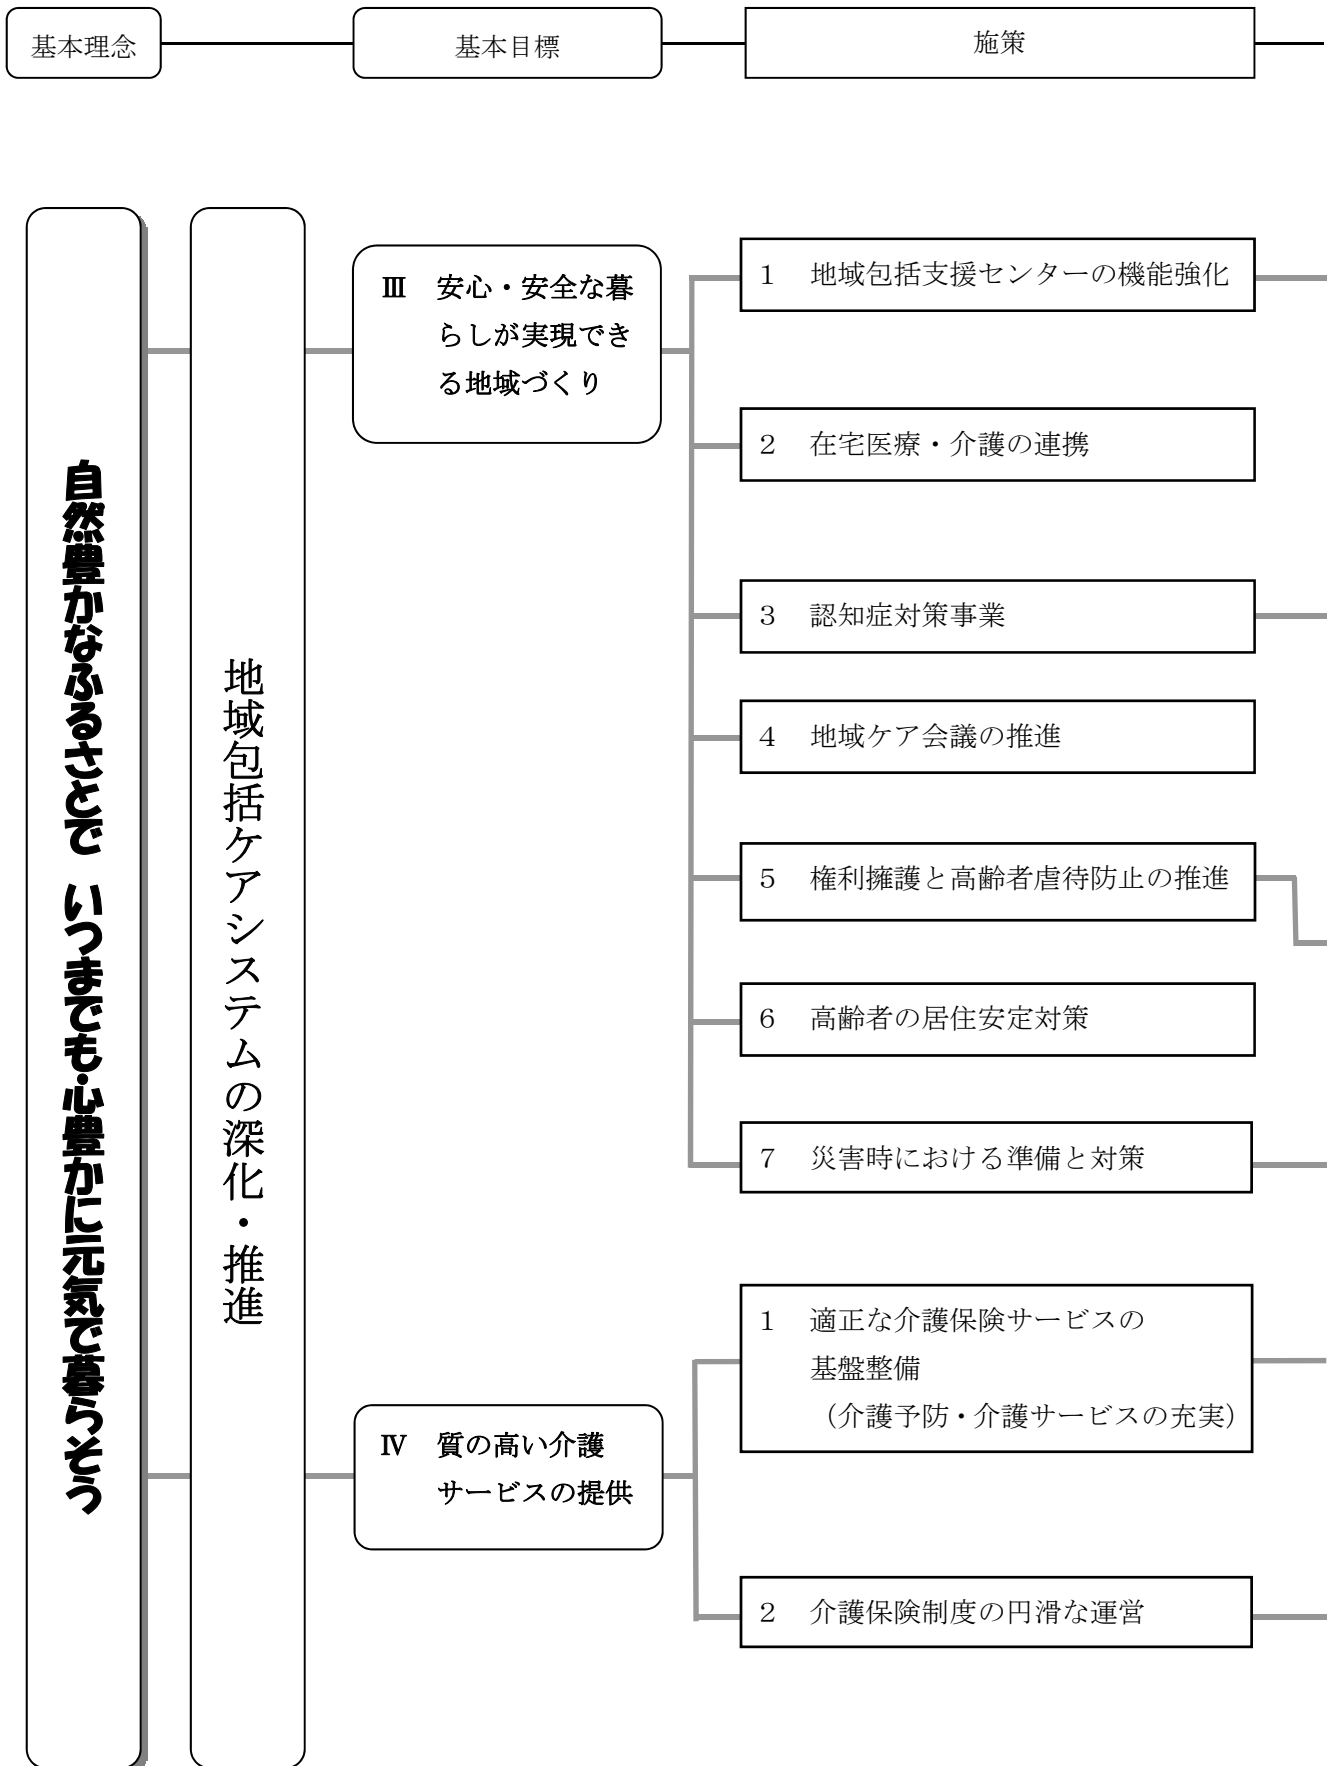 基本理念
基本目標
施策
自然豊かなふるさとで いつまでも心豊かに元気で暮らそう
地域包括ケアシステムの深化・推進
Ⅲ 安心・安全な暮
らしが実現でき
る地域づくり
1 地域包括支援センターの機能強化
2 在宅医療・介護の連携
3 認知症対策事業
4 地域ケア会議の推進
5 権利擁護と高齢者虐待防止の推進
6 高齢者の居住安定対策
7 災害時における準備と対策
Ⅳ 質の高い介護
サービスの提供
1 適正な介護保険サービスの
基盤整備
（介護予防・介護サービスの充実）
2 介護保険制度の円滑な運営